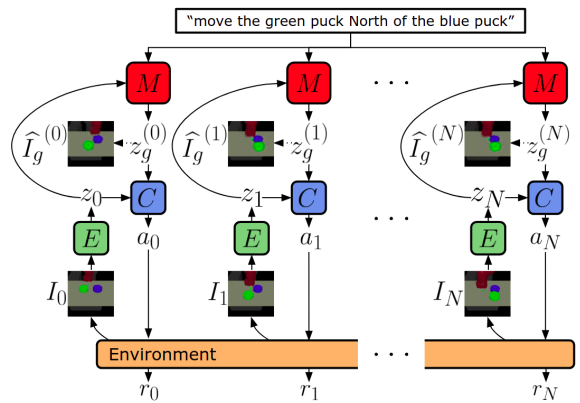 “move the green puck North of the blue puck”
M M · · · M
Î_g^(0) z_g^(0) Î_g^(1) z_g^(1) Î_g^(N) z_g^(N)
z_0 C z_1 C z_N C
· · ·
E a_0 E a_1 E a_N
I_0 I_1 I_N
Environment · · ·
r_0 r_1 r_N